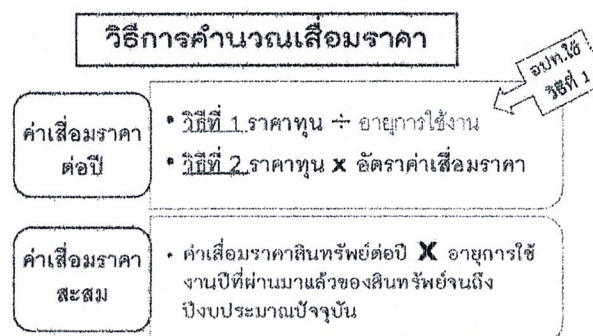 วิธีการคำนวณเสื่อมราคา
อปท.ใช้
วิธีที่ 1
ค่าเสื่อมราคา
ต่อปี
• วิธีที่ 1 ราคาทุน ÷ อายุการใช้งาน
• วิธีที่ 2 ราคาทุน x อัตราค่าเสื่อมราคา
ค่าเสื่อมราคา
สะสม
• ค่าเสื่อมราคาสินทรัพย์ต่อปี X อายุการใช้
งานปีที่ผ่านมาแล้วของสินทรัพย์จนถึง
ปีงบประมาณปัจจุบัน